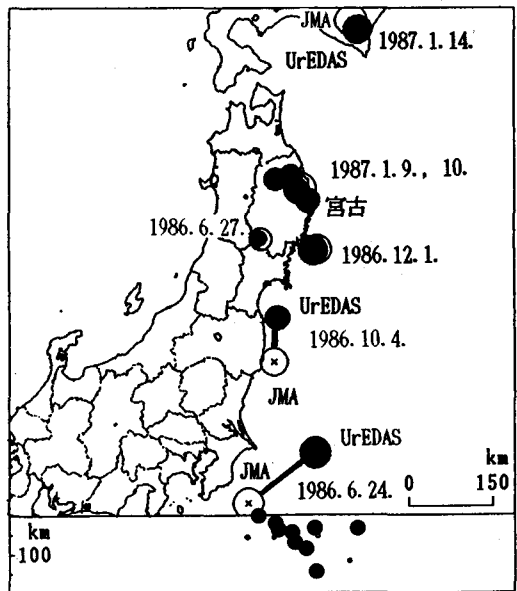 JMA
1987. 1. 14.
UrEDAS
1987. 1. 9. , 10.
宮古
1986. 6. 27.
1986. 12. 1.
UrEDAS
1986. 10. 4.
JMA
UrEDAS
JMA
km
1986. 6. 24.
0 150
km
100